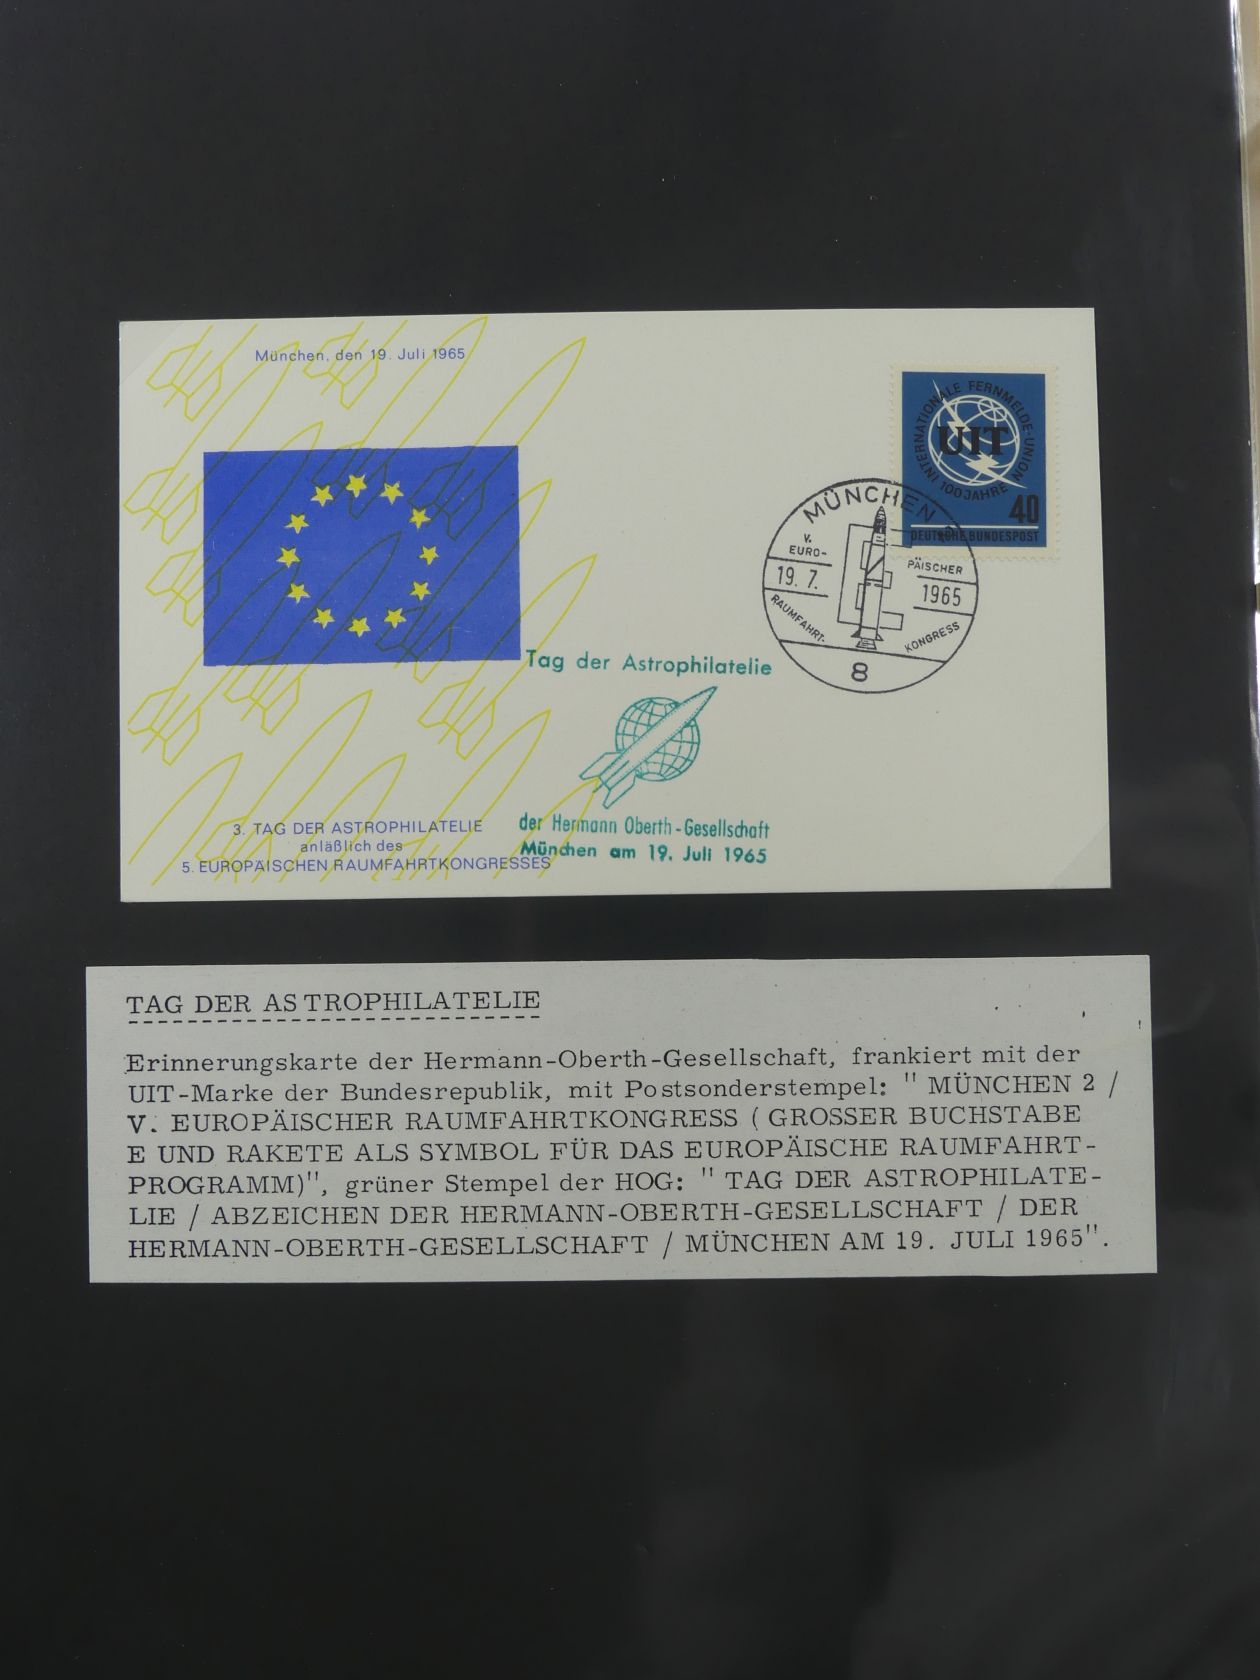 München, den 19. Juli 1965
INTERNATIONALE FERNMELDE-UNION
100 JAHRE
UIT
40
DEUTSCHE BUNDESPOST
MÜNCHEN
V.
EURO-
PÄISCHER
19. 7.
1965
RAUMFAHRT-
KONGRESS
8
Tag der Astrophilatelie
der Hermann Oberth-Gesellschaft
München am 19. Juli 1965
3. TAG DER ASTROPHILATELIE
anläßlich des
5. EUROPÄISCHEN RAUMFAHRTKONGRESSES
TAG DER ASTROPHILATELIE
Erinnerungskarte der Hermann-Oberth-Gesellschaft, frankiert mit der
UIT-Marke der Bundesrepublik, mit Postsonderstempel: " MÜNCHEN 2 /
V. EUROPÄISCHER RAUMFAHRTKONGRESS ( GROSSER BUCHSTABE
E UND RAKETE ALS SYMBOL FÜR DAS EUROPÄISCHE RAUMFAHRT-
PROGRAMM)", grüner Stempel der HOG: " TAG DER ASTROPHILATE-
LIE / ABZEICHEN DER HERMANN-OBERTH-GESELLSCHAFT / DER
HERMANN-OBERTH-GESELLSCHAFT / MÜNCHEN AM 19. JULI 1965".